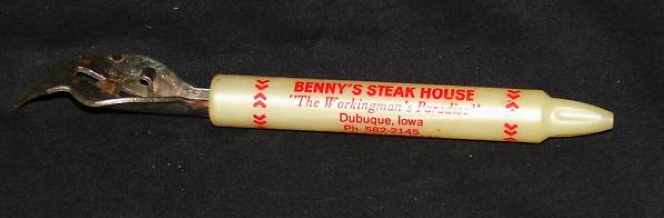 BENNY'S STEAK HOUSE
"The Workingman's Paradise"
Dubuque, Iowa
Ph. 582-2145